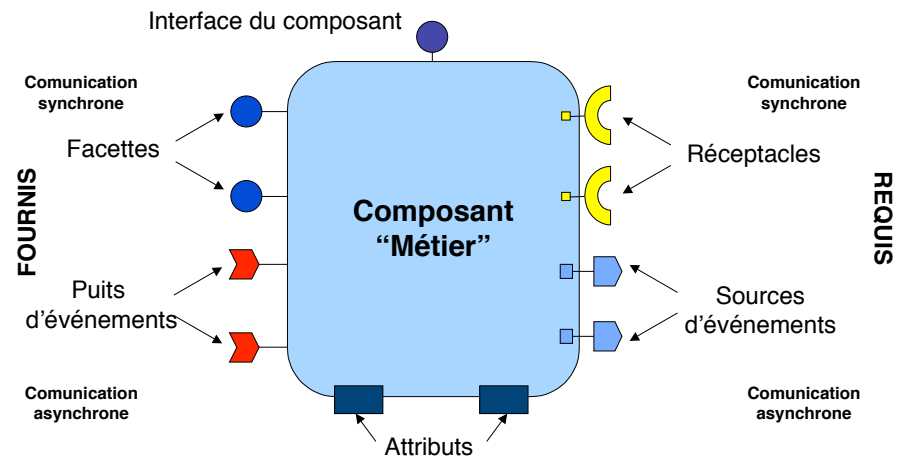 Interface du composant
Comunication
synchrone
Facettes
FOURNIS
Puits
d'événements
Comunication
asynchrone
Composant
“Métier”
Attributs
Comunication
synchrone
Réceptacles
REQUIS
Sources
d'événements
Comunication
asynchrone